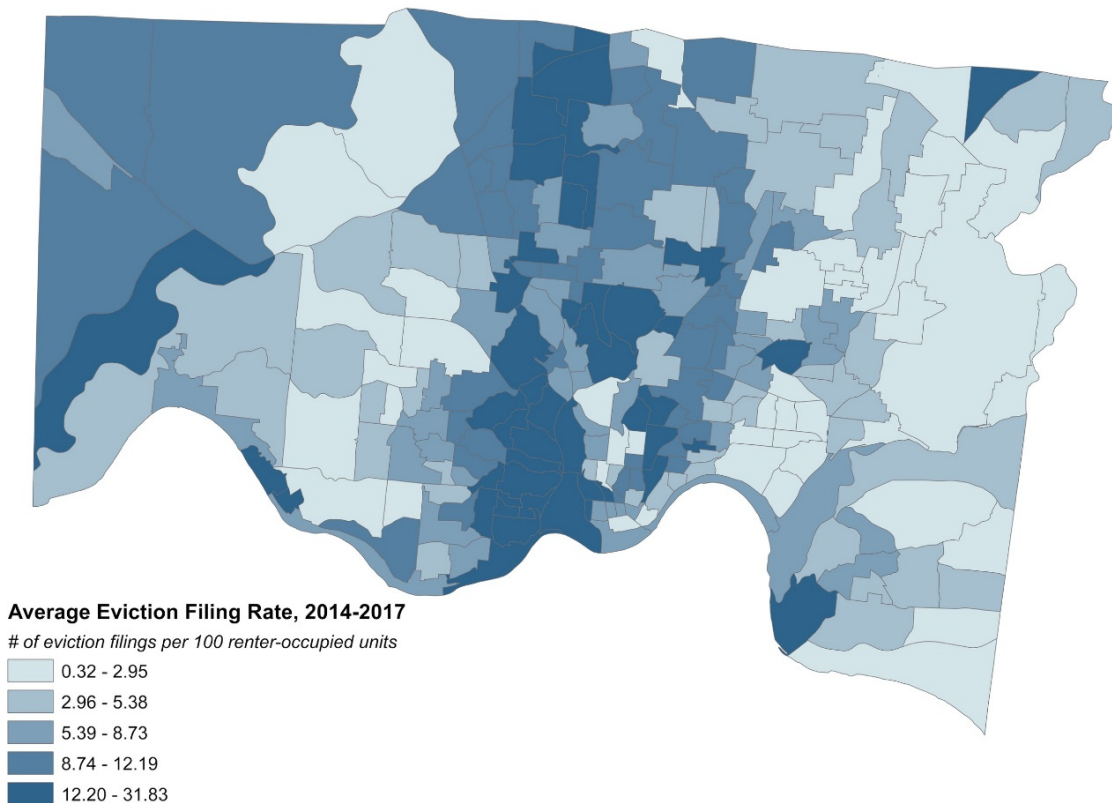 Average Eviction Filing Rate, 2014-2017
# of eviction filings per 100 renter-occupied units
0.32 - 2.95
2.96 - 5.38
5.39 - 8.73
8.74 - 12.19
12.20 - 31.83